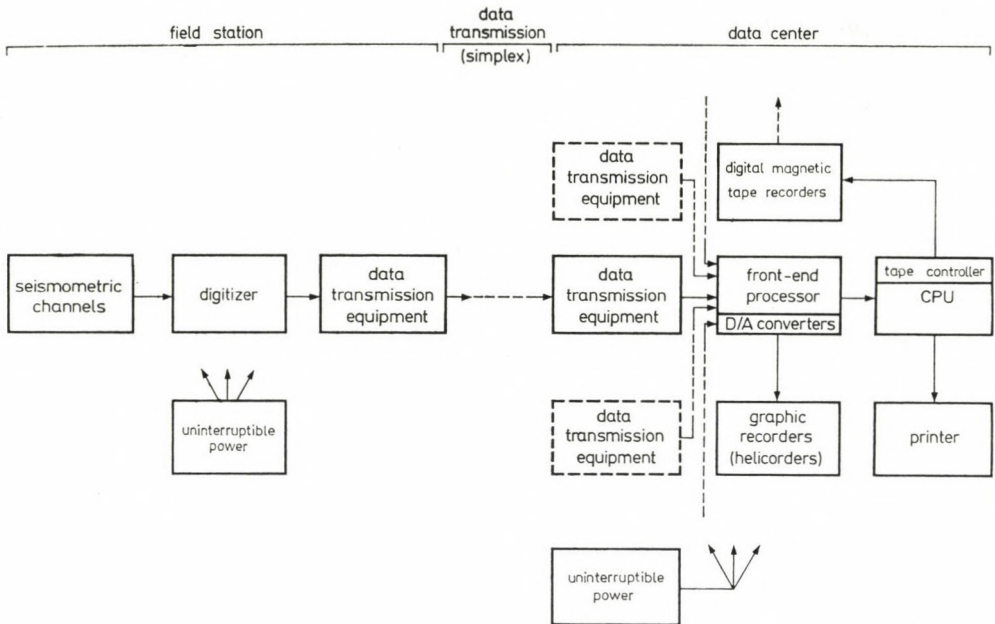 field station
data
transmission
(simplex)
data center
data
transmission
equipment
digital magnetic
tape recorders
seismometric
channels
digitizer
data
transmission
equipment
data
transmission
equipment
front-end
processor
D/A converters
tape controller
CPU
uninterruptible
power
data
transmission
equipment
graphic
recorders
(helicorders)
printer
uninterruptible
power